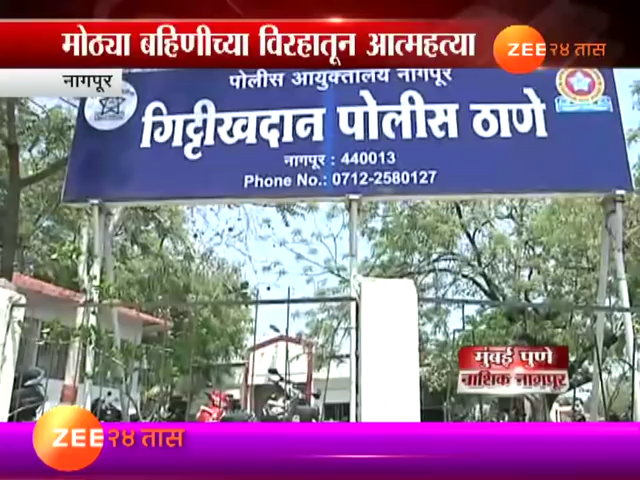 मोठ्या बहिणीच्या विरहातून आत्महत्या
ZEE २४ तास
नागपूर
पोलीस आयुक्तालय नागपूर
गिट्टीखदान पोलीस ठाणे
नागपूर : 440013
Phone No.: 0712-2580127
मुंबई पुणे
नाशिक नागपूर
ZEE २४ तास